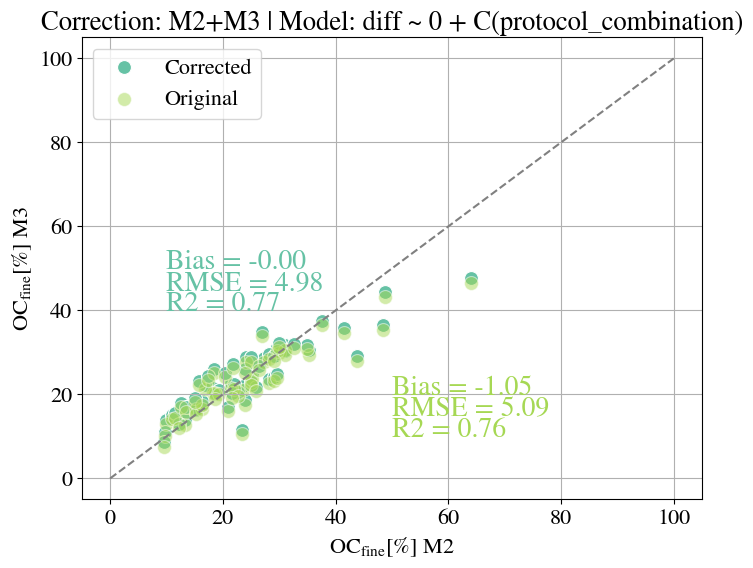 Correction: M2+M3 | Model: diff ~ 0 + C(protocol_combination)
Corrected
Original
Bias = -0.00
RMSE = 4.98
R2 = 0.77
Bias = -1.05
RMSE = 5.09
R2 = 0.76
100
80
60
40
20
0
OCfine[%] M3
0 20 40 60 80 100
OCfine[%] M2